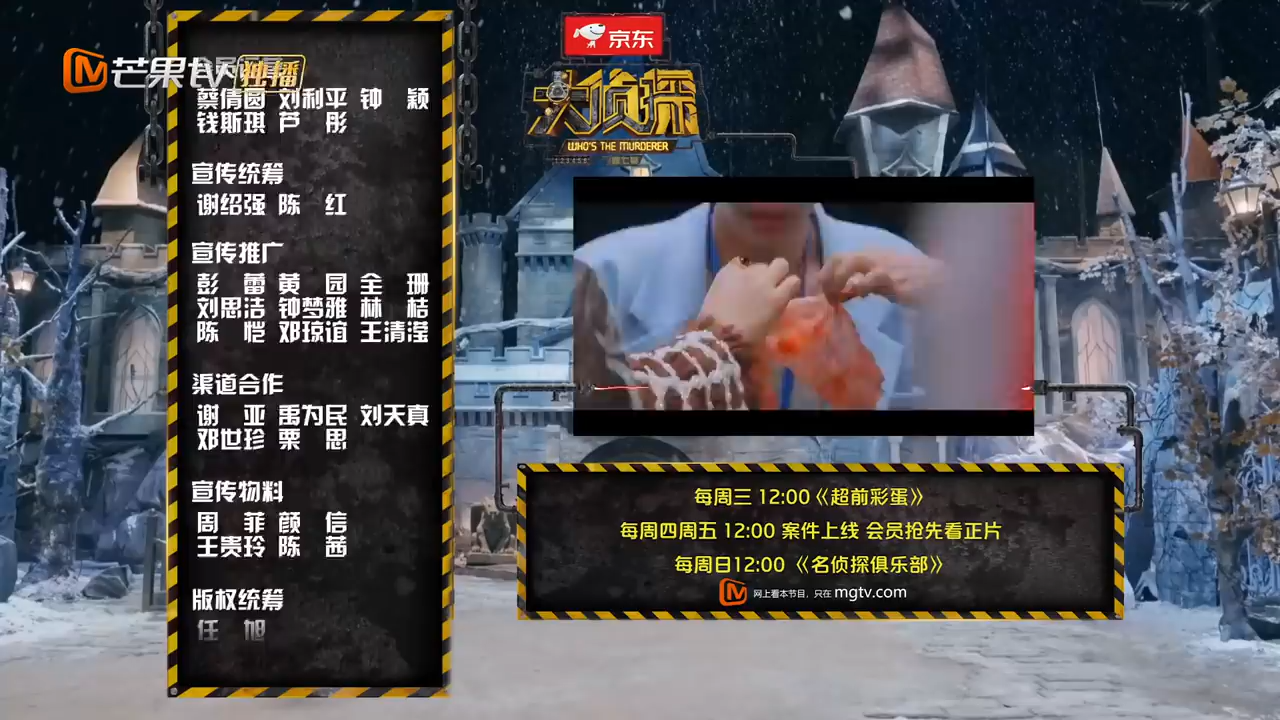 芒果TV 独播
蔡倩圆 刘利平 钟 颖
钱斯琪 芦 彤
宣传统筹
谢绍强 陈 红
宣传推广
彭 蕾 黄 园 全 珊
刘思洁 钟梦雅 林 桔
陈 恺 邓琼谊 王清滢
渠道合作
谢 亚 禹为民 刘天真
邓世珍 栗 思
宣传物料
周 菲 颜 信
王贵玲 陈 茜
版权统筹
任 旭
京东
大侦探
WHO'S THE MURDERER
第七季
每周三 12:00《超前彩蛋》
每周四周五 12:00 案件上线 会员抢先看正片
每周日12:00 《名侦探俱乐部》
网上看本节目，只在 mgtv.com